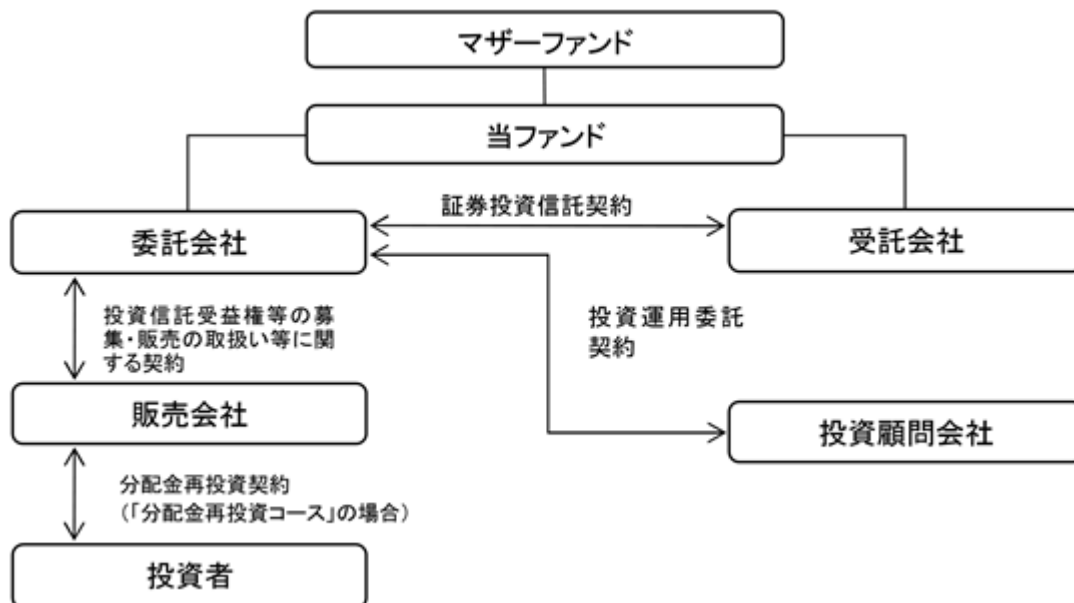 マザーファンド
当ファンド
証券投資信託契約
委託会社
受託会社
投資信託受益権等の募
集・販売の取扱い等に関
する契約
投資運用委託
契約
販売会社
投資顧問会社
分配金再投資契約
(「分配金再投資コース」の場合)
投資者